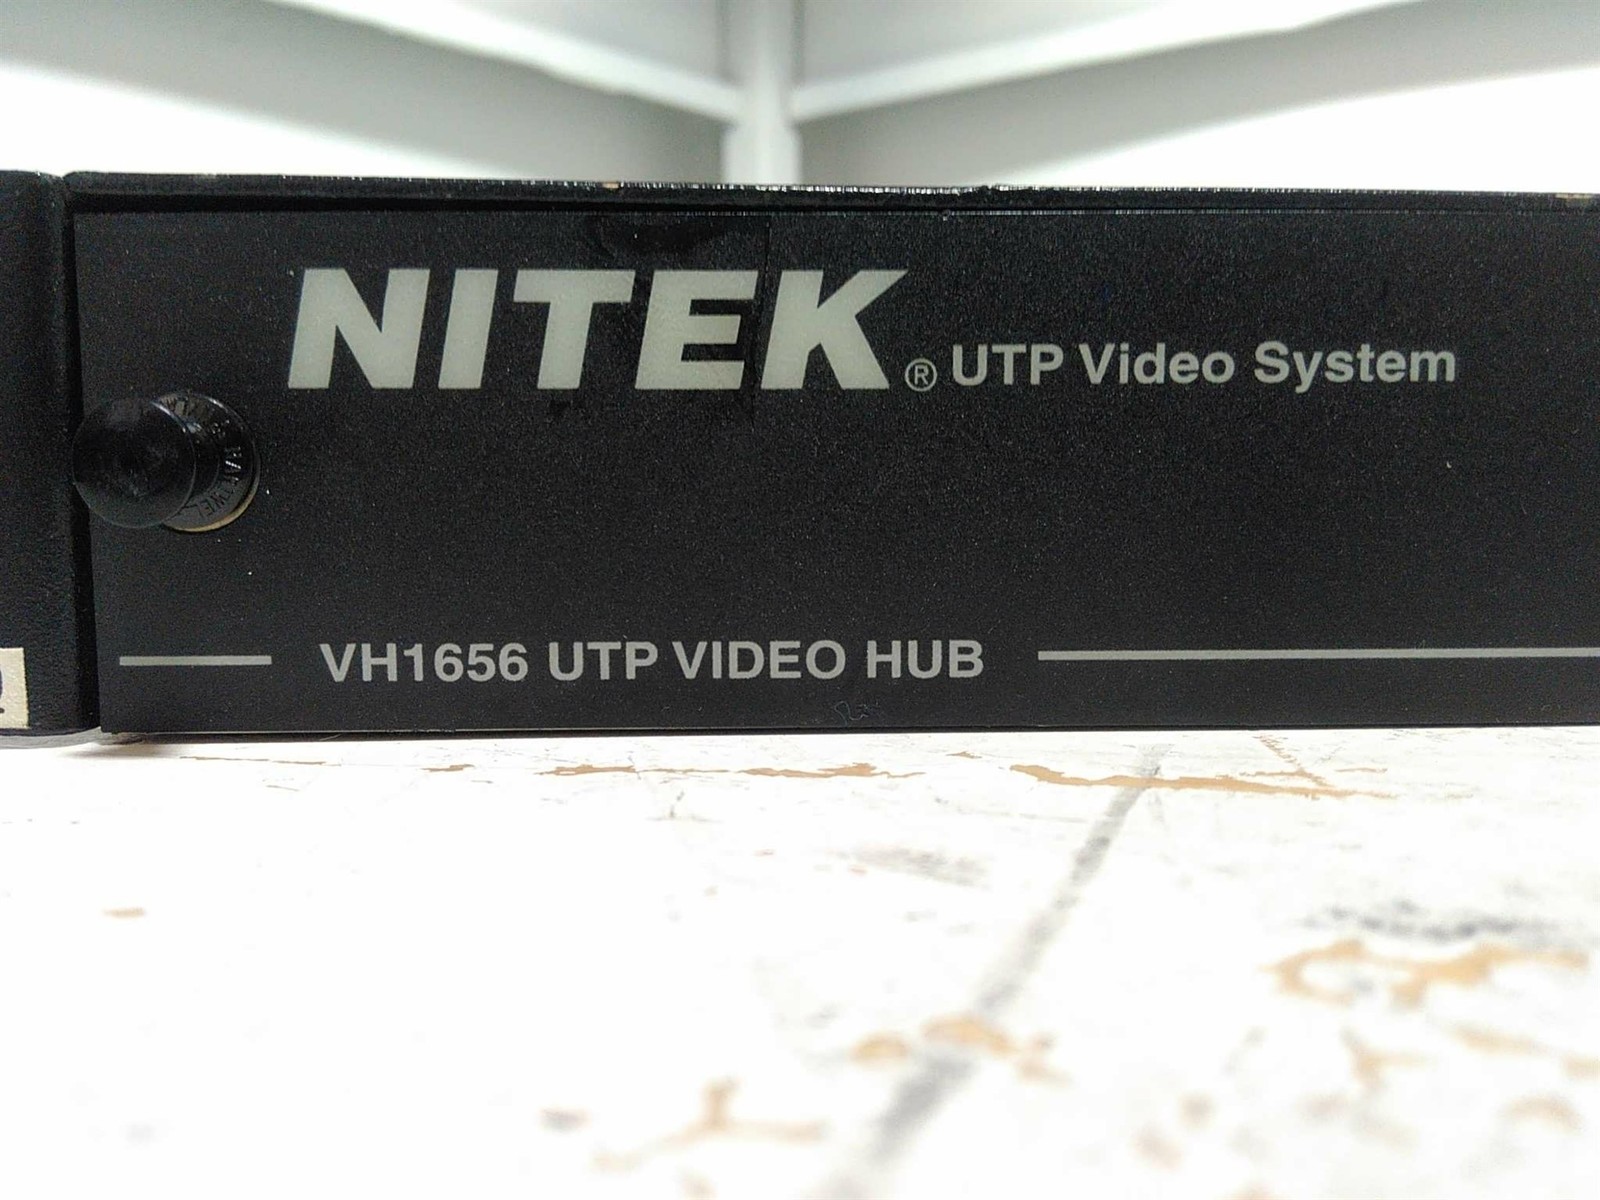 NITEK® UTP Video System
VH1656 UTP VIDEO HUB